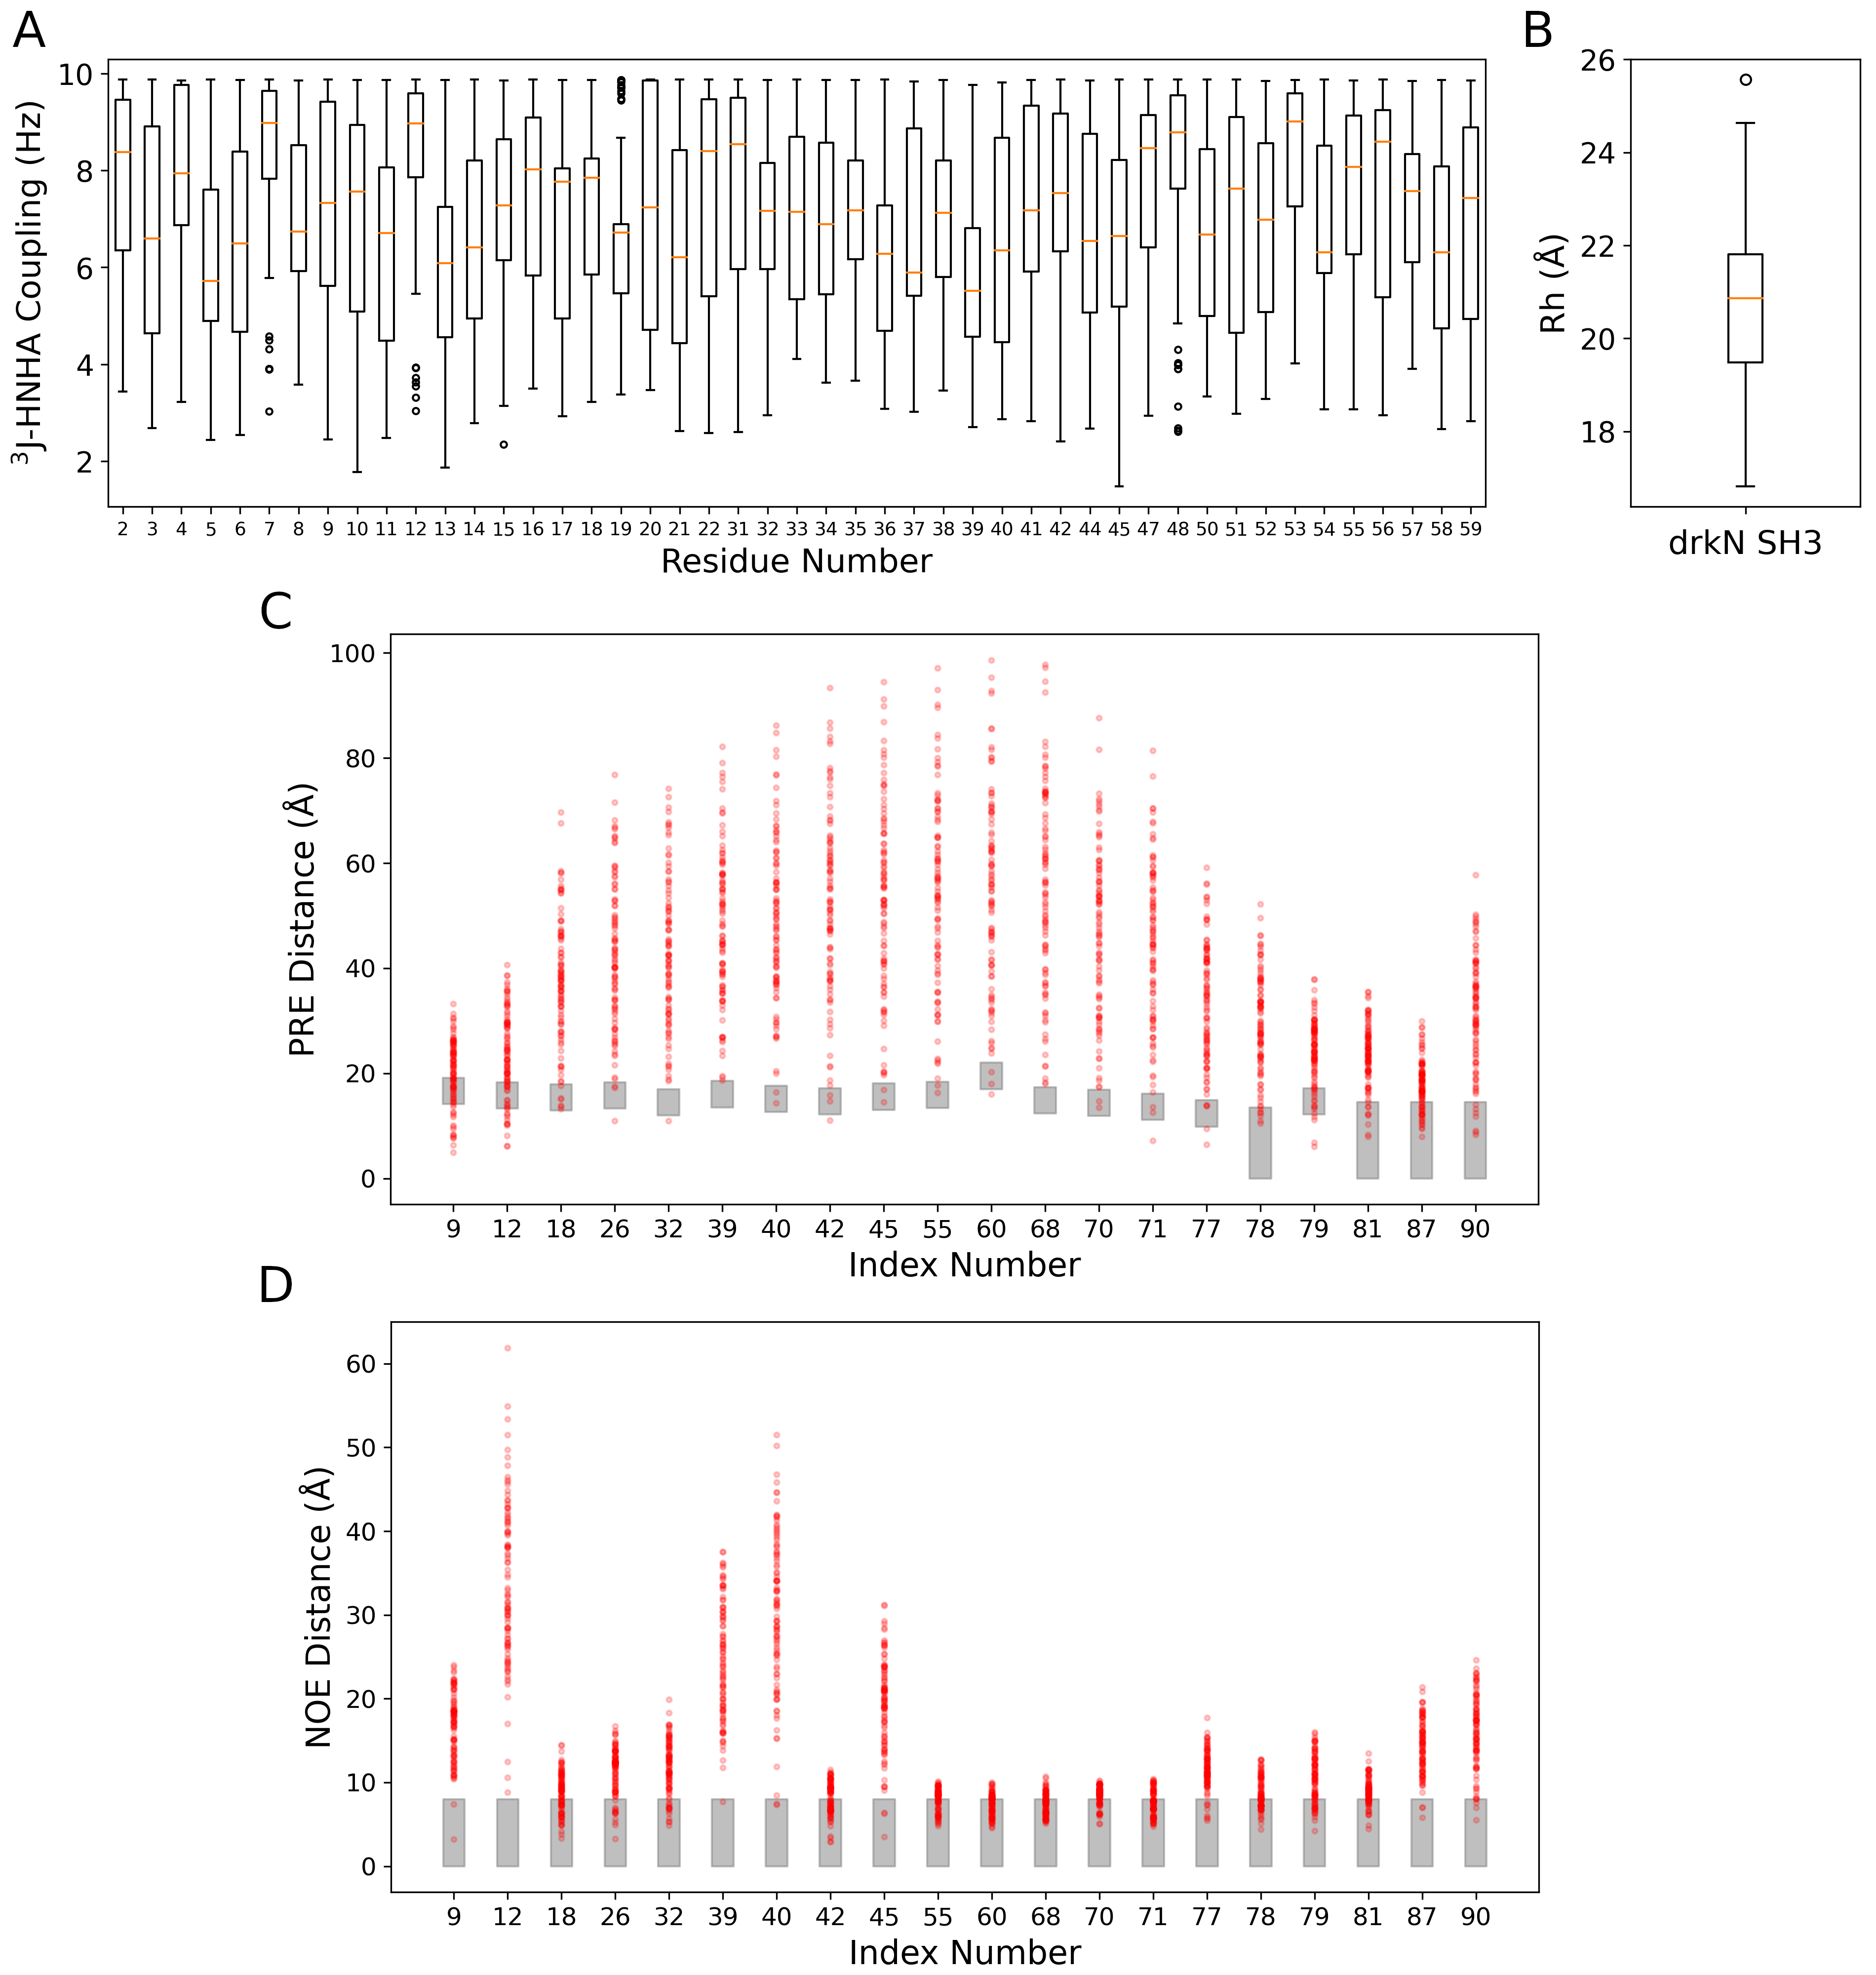 A
³J-HNHA Coupling (Hz)
10
8
6
4
2
2 3 4 5 6 7 8 9 10 11 12 13 14 15 16 17 18 19 20 21 22 31 32 33 34 35 36 37 38 39 40 41 42 44 45 47 48 50 51 52 53 54 55 56 57 58 59
Residue Number
B
Rh (Å)
26
24
22
20
18
drkN SH3
C
PRE Distance (Å)
100
80
60
40
20
0
9 12 18 26 32 39 40 42 45 55 60 68 70 71 77 78 79 81 87 90
Index Number
D
NOE Distance (Å)
60
50
40
30
20
10
0
9 12 18 26 32 39 40 42 45 55 60 68 70 71 77 78 79 81 87 90
Index Number